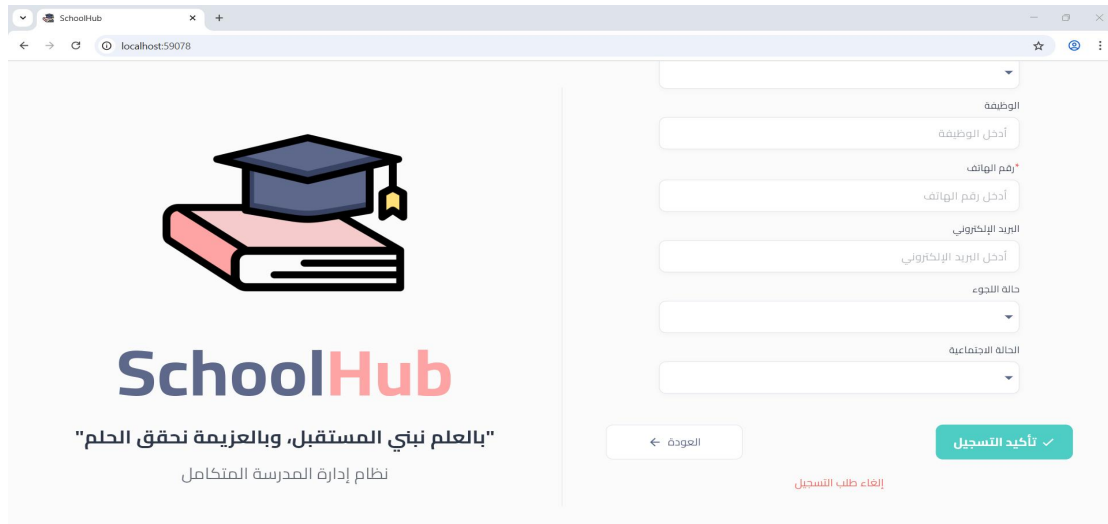 SchoolHub
localhost:59078
الوظيفة
أدخل الوظيفة
رقم الهاتف*
أدخل رقم الهاتف
البريد الإلكتروني
أدخل البريد الإلكتروني
حالة اللجوء
الحالة الاجتماعية
تأكيد التسجيل
العودة
إلغاء طلب التسجيل
SchoolHub
"بالعلم نبني المستقبل، وبالعزيمة نحقق الحلم"
نظام إدارة المدرسة المتكامل